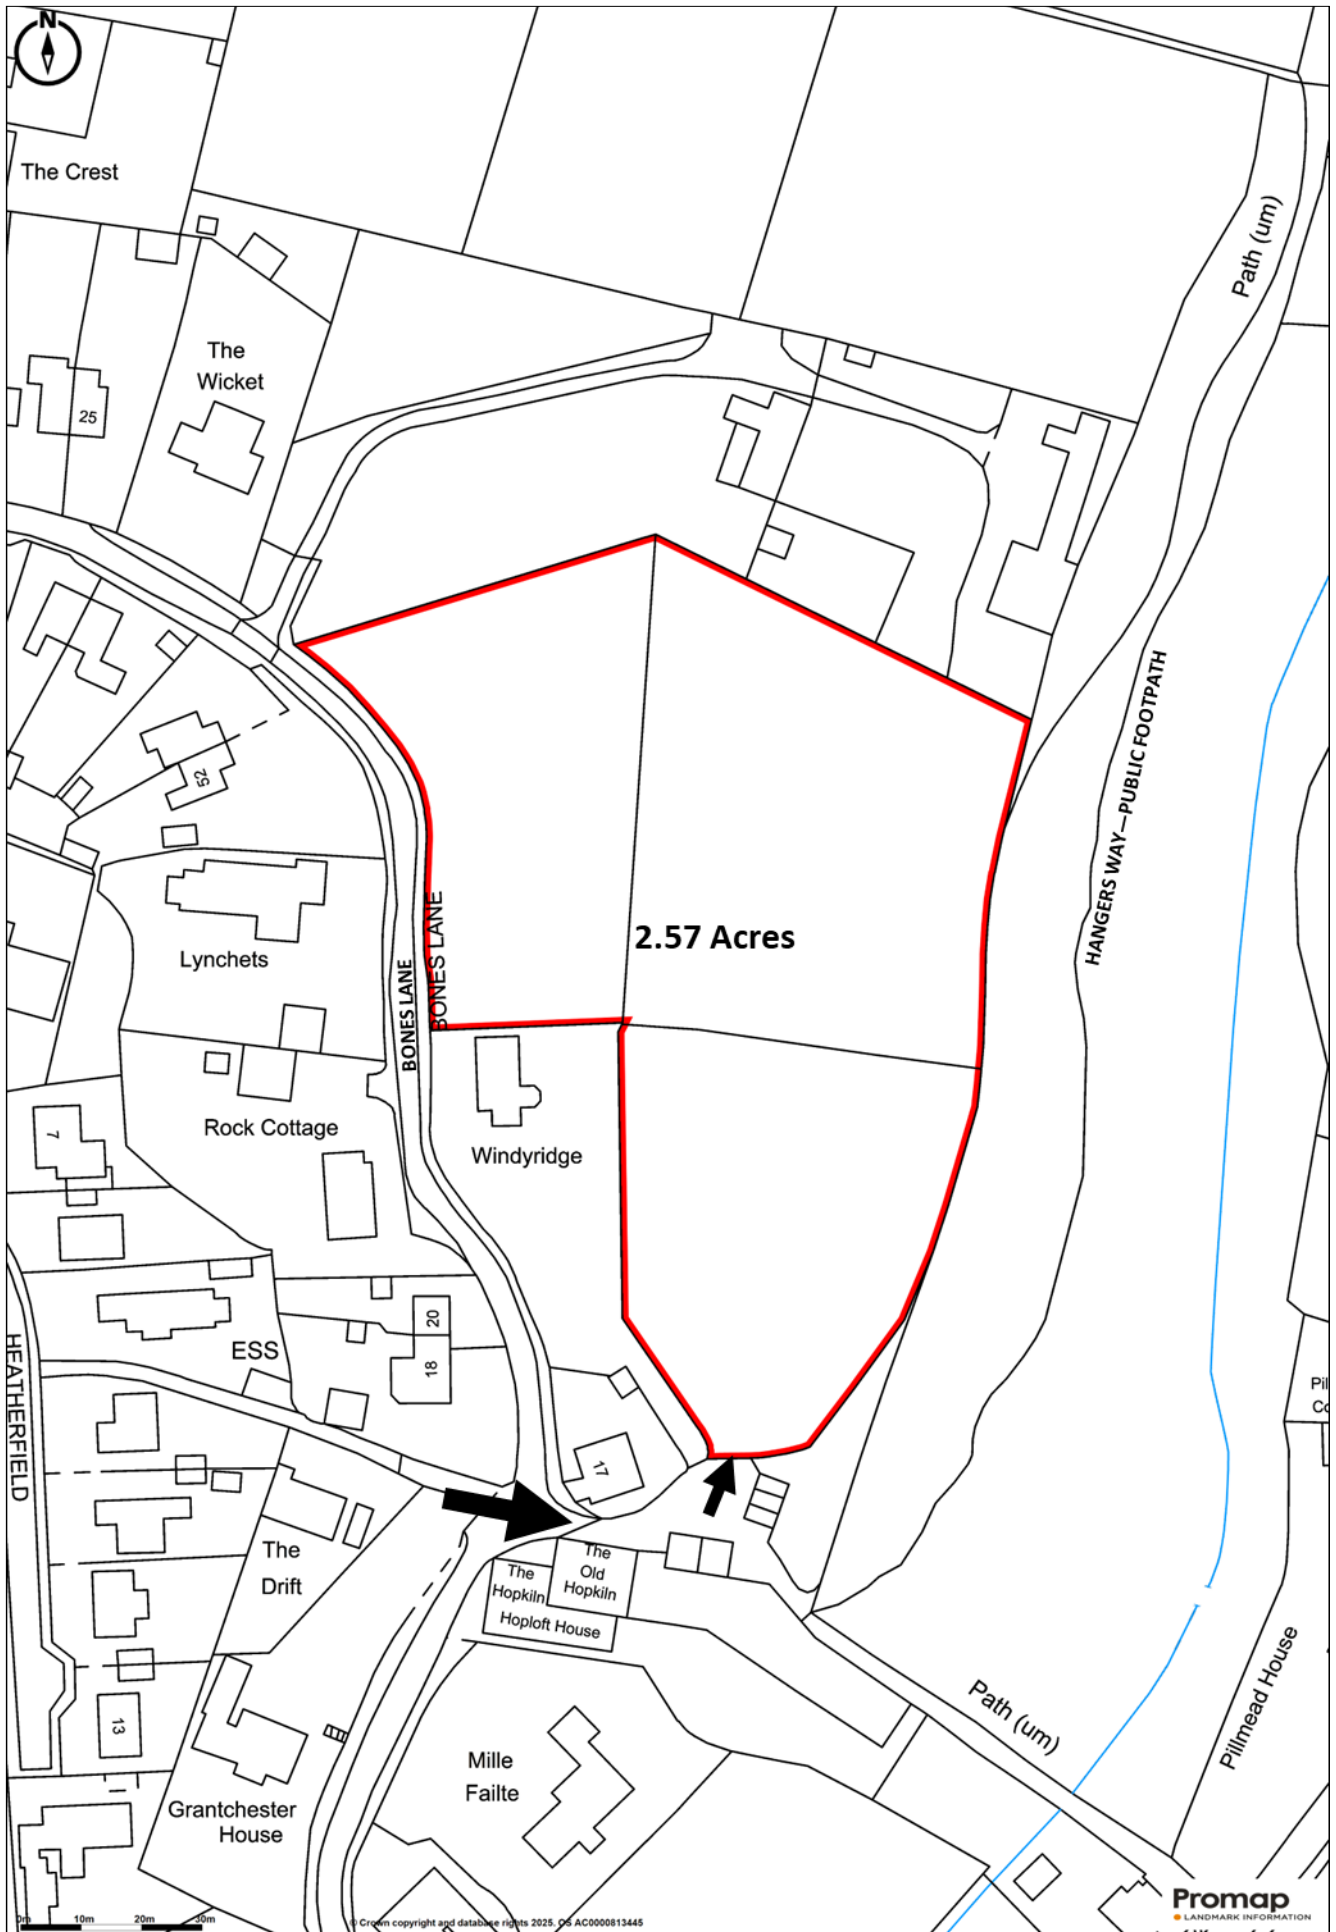 N
The Crest
Path (um)
The
Wicket
25
52
HANGERS WAY—PUBLIC FOOTPATH
BONES LANE
2.57 Acres
Lynchets
BONES LANE
7
Rock Cottage
Windyridge
20
18
ESS
HEATHERFIELD
17
The
Drift
The
Old
Hopkiln
The
Hopkiln
Hoploft House
Path (um)
Pillmead House
13
Mille
Failte
Grantchester
House
0m 10m 20m 30m
© Crown copyright and database rights 2025. OS AC0000813445
Promap
LANDMARK INFORMATION